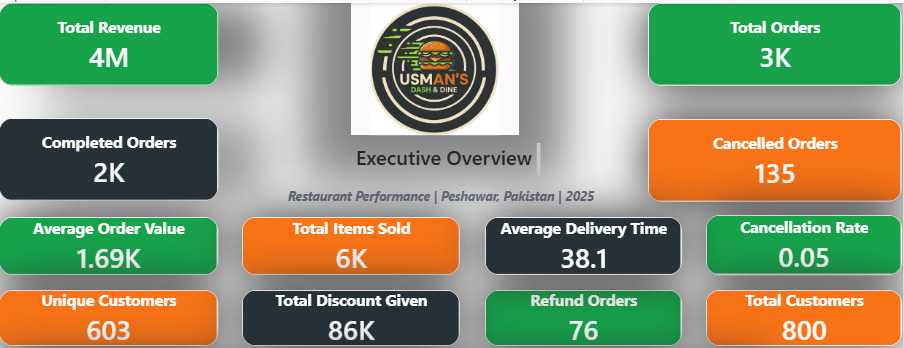 Total Revenue
4M
USMAN'S
DASH & DINE
Total Orders
3K
Completed Orders
2K
Executive Overview
Cancelled Orders
135
Restaurant Performance | Peshawar, Pakistan | 2025
Average Order Value
1.69K
Total Items Sold
6K
Average Delivery Time
38.1
Cancellation Rate
0.05
Unique Customers
603
Total Discount Given
86K
Refund Orders
76
Total Customers
800